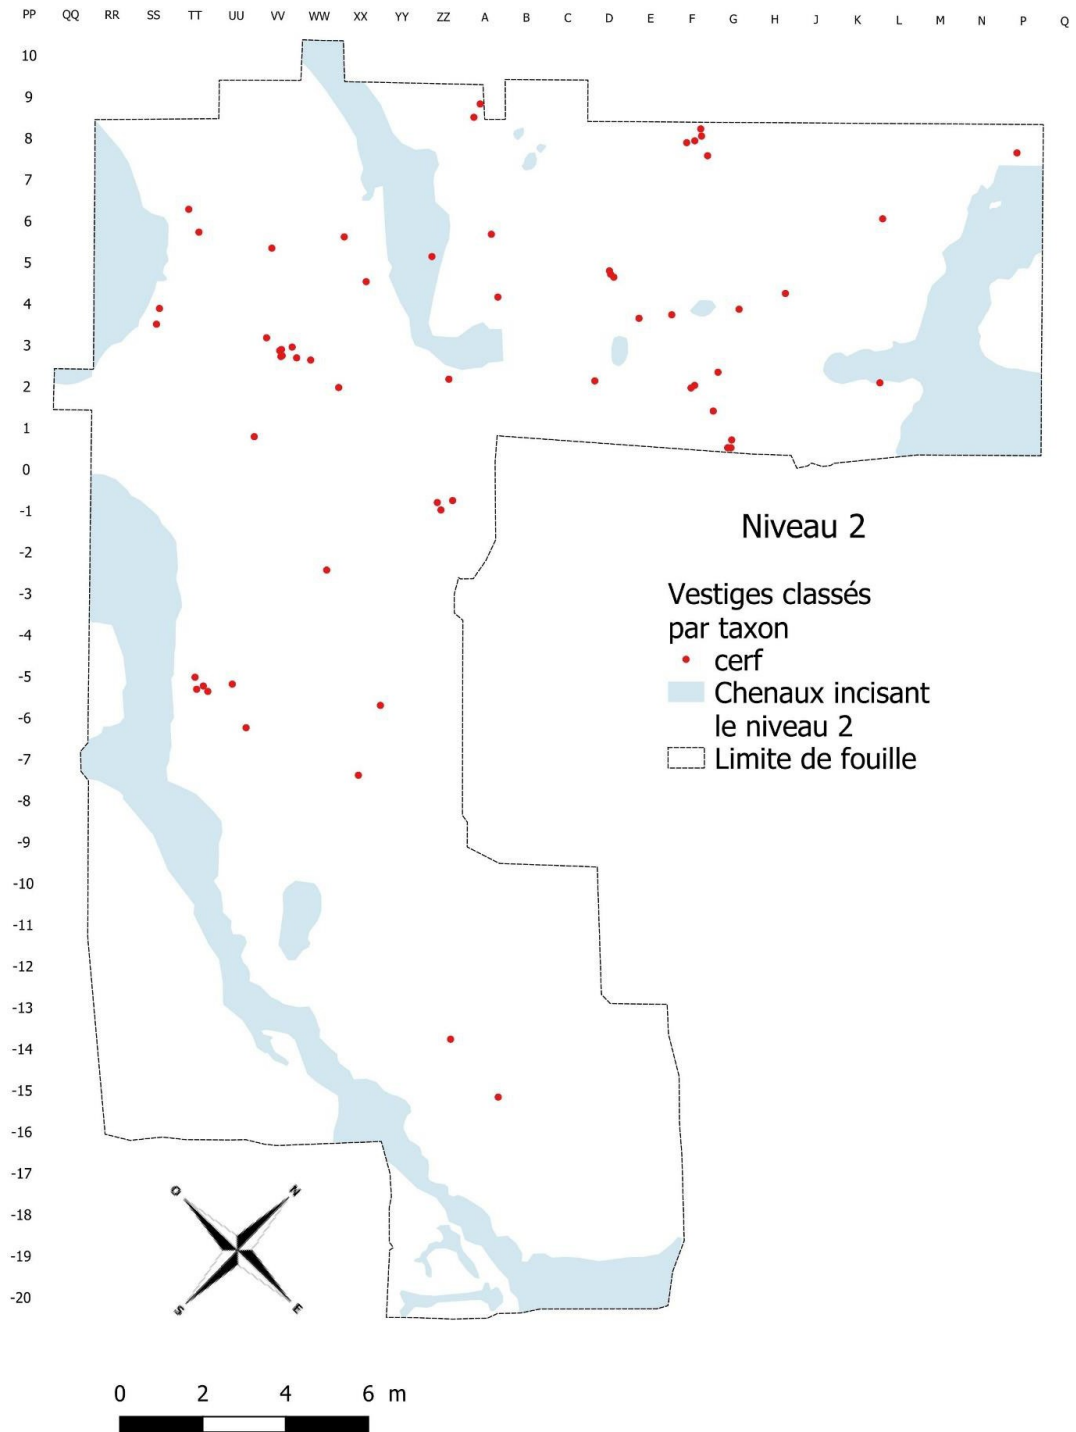 PP QQ RR SS TT UU VV WW XX YY ZZ A B C D E F G H J K L M N P Q
10
9
8
7
6
5
4
3
2
1
0
-1
-2
-3
-4
-5
-6
-7
-8
-9
-10
-11
-12
-13
-14
-15
-16
-17
-18
-19
-20
Niveau 2
Vestiges classés
par taxon
cerf
Chenaux incisant
le niveau 2
Limite de fouille
O N
S E
0 2 4 6 m